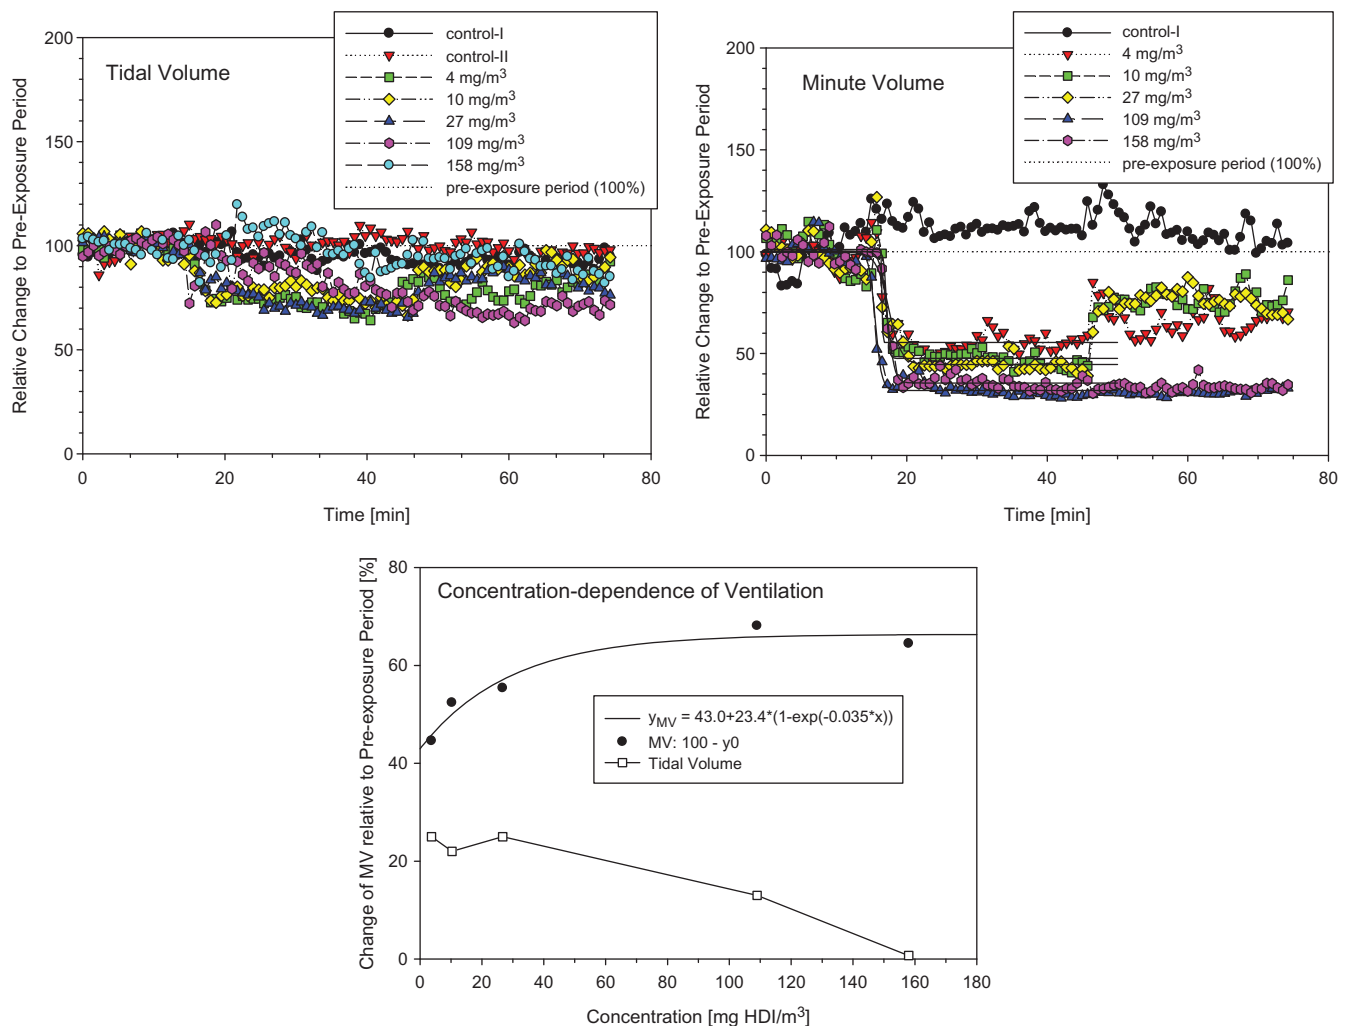 control-I
control-II
4 mg/m³
10 mg/m³
27 mg/m³
109 mg/m³
158 mg/m³
pre-exposure period (100%)
Tidal Volume
Relative Change to Pre-Exposure Period
200
150
100
50
0
0 20 40 60 80
Time [min]
control-I
4 mg/m³
10 mg/m³
27 mg/m³
109 mg/m³
158 mg/m³
pre-exposure period (100%)
Minute Volume
Relative Change to Pre-Exposure Period
200
150
100
50
0
0 20 40 60 80
Time [min]
Concentration-dependence of Ventilation
Change of MV relative to Pre-exposure Period [%]
80
60
40
20
0
y_MV = 43.0+23.4*(1-exp(-0.035*x))
MV: 100 - y0
Tidal Volume
0 20 40 60 80 100 120 140 160 180
Concentration [mg HDI/m³]